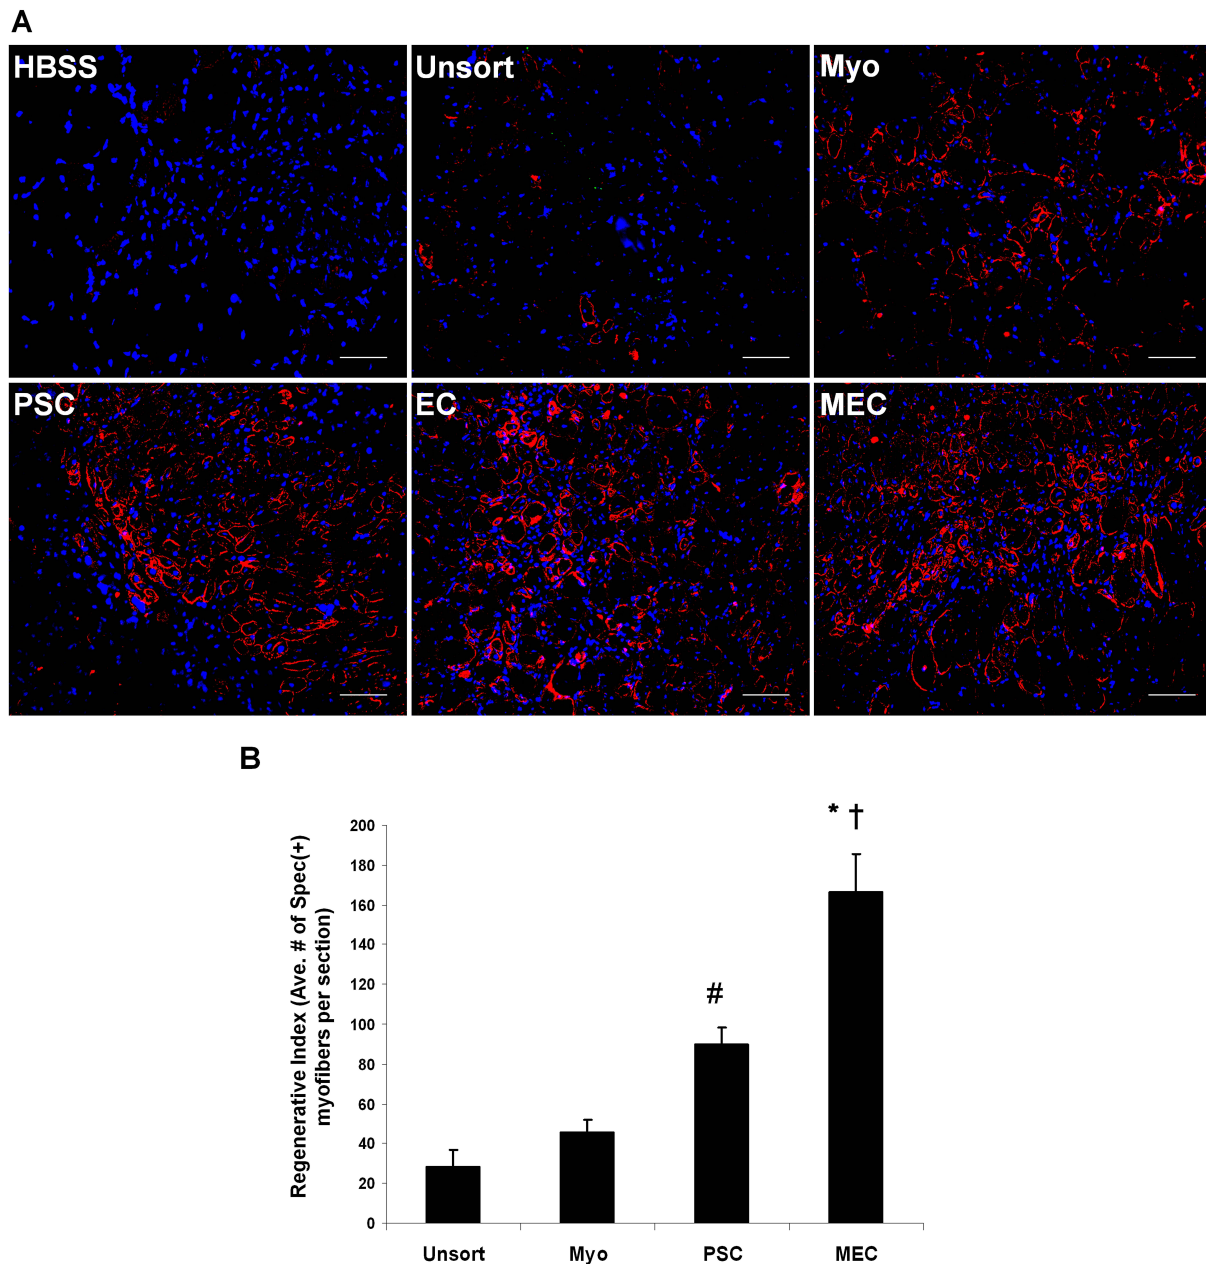 A
HBSS
Unsort
Myo
PSC
EC
MEC
B
* †
200
180
160
140
120
100
80
60
40
20
0
#
Regenerative Index (Ave. # of Spec(+)
myofibers per section)
Unsort
Myo
PSC
MEC